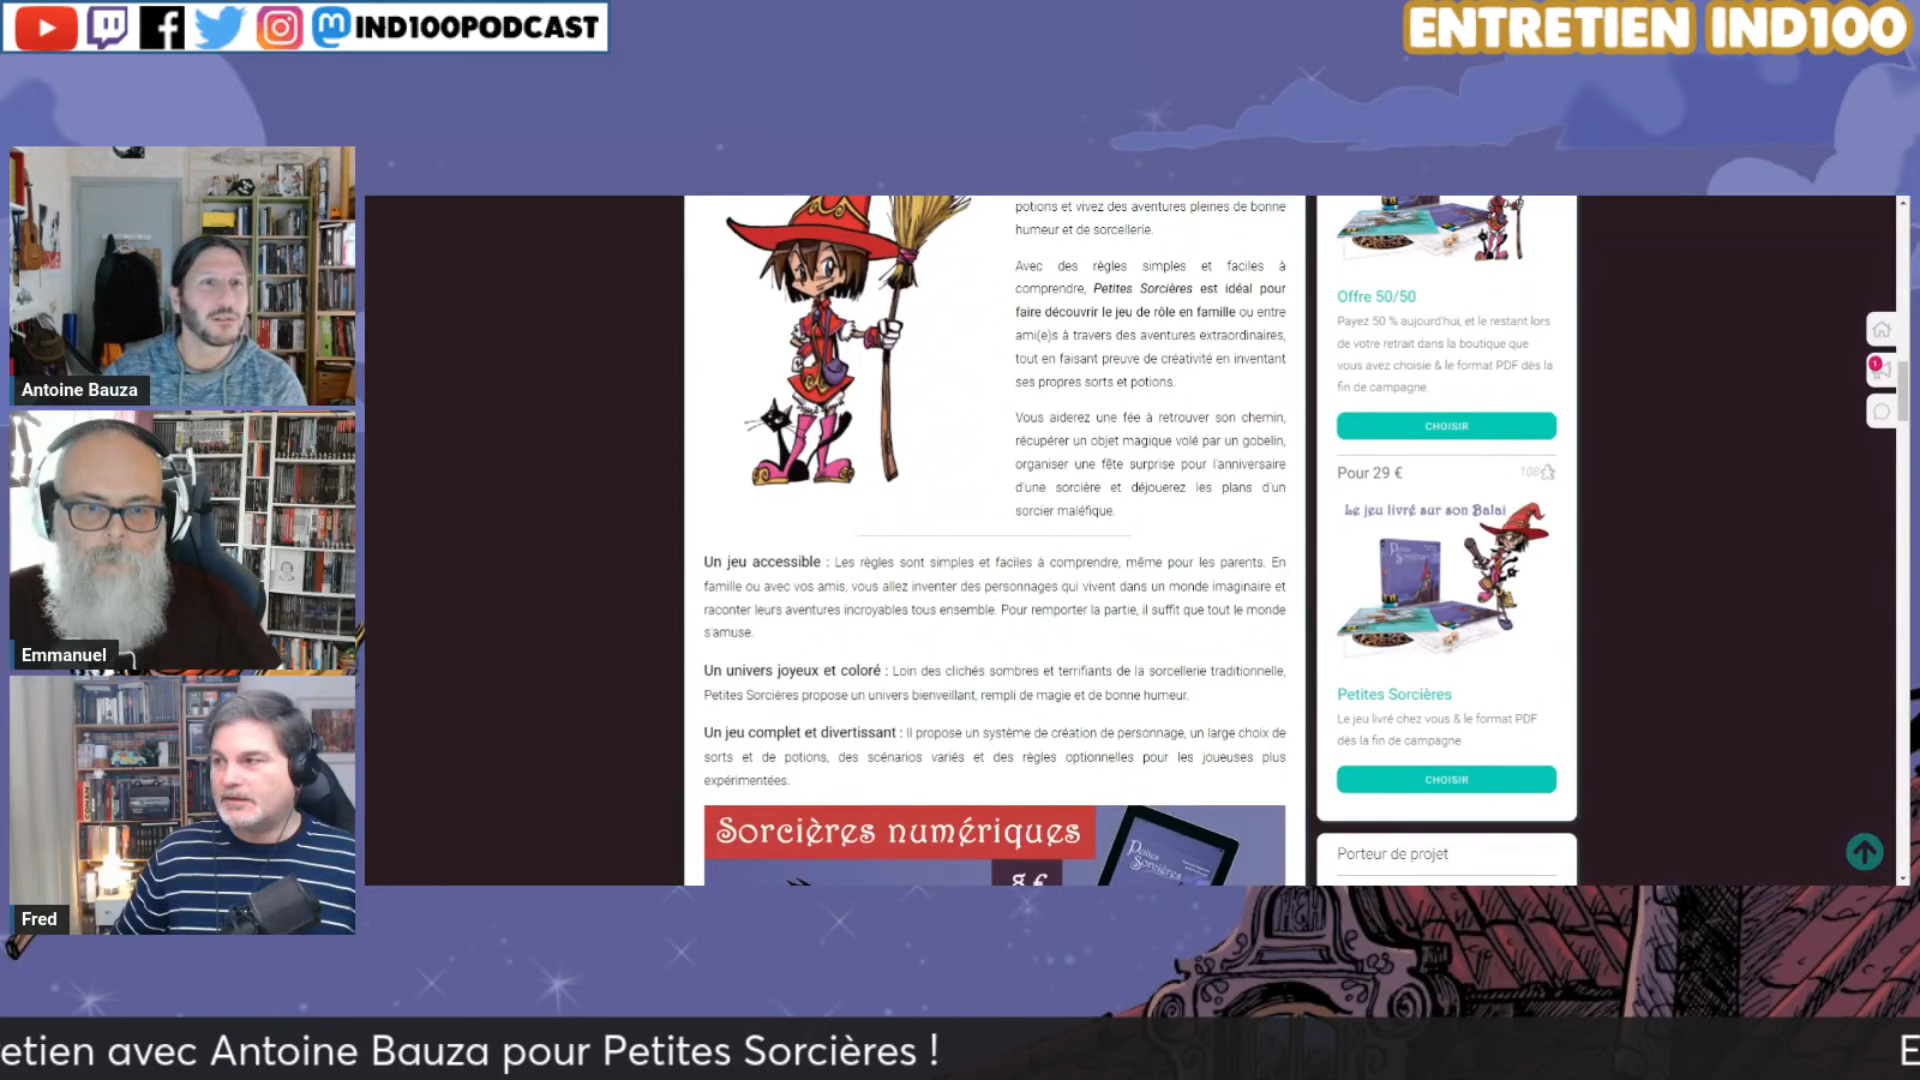 IND100PODCAST
ENTRETIEN IND100
Antoine Bauza
Emmanuel
Fred
potions et vivez des aventures pleines de bonne
humeur et de sorcellerie.
Avec des règles simples et faciles à
comprendre, Petites Sorcières est idéal pour
faire découvrir le jeu de rôle en famille ou entre
ami(e)s à travers des aventures extraordinaires,
tout en faisant preuve de créativité en inventant
ses propres sorts et potions.
Vous aiderez une fée à retrouver son chemin,
récupérer un objet magique volé par un gobelin,
organiser une fête surprise pour l'anniversaire
d'une sorcière et déjouerez les plans d'un
sorcier maléfique.
Un jeu accessible : Les règles sont simples et faciles à comprendre, même pour les parents. En
famille ou avec vos amis, vous allez inventer des personnages qui vivent dans un monde imaginaire et
raconter leurs aventures incroyables tous ensemble. Pour remporter la partie, il suffit que tout le monde
s'amuse.
Un univers joyeux et coloré : Loin des clichés sombres et terrifiants de la sorcellerie traditionnelle,
Petites Sorcières propose un univers bienveillant, rempli de magie et de bonne humeur.
Un jeu complet et divertissant : Il propose un système de création de personnage, un large choix de
sorts et de potions, des scénarios variés et des règles optionnelles pour les joueuses plus
expérimentées.
Sorcières numériques
8 €
Petites
Sorcières
Offre 50/50
Payez 50 % aujourd'hui, et le restant lors
de votre retrait dans la boutique que
vous avez choisie & le format PDF dès la
fin de campagne.
CHOISIR
Pour 29 €
108
Le jeu livré sur son Balai
Petites
Sorcières
Petites Sorcières
Le jeu livré chez vous & le format PDF
dès la fin de campagne.
CHOISIR
Porteur de projet
1
etien avec Antoine Bauza pour Petites Sorcières !
E